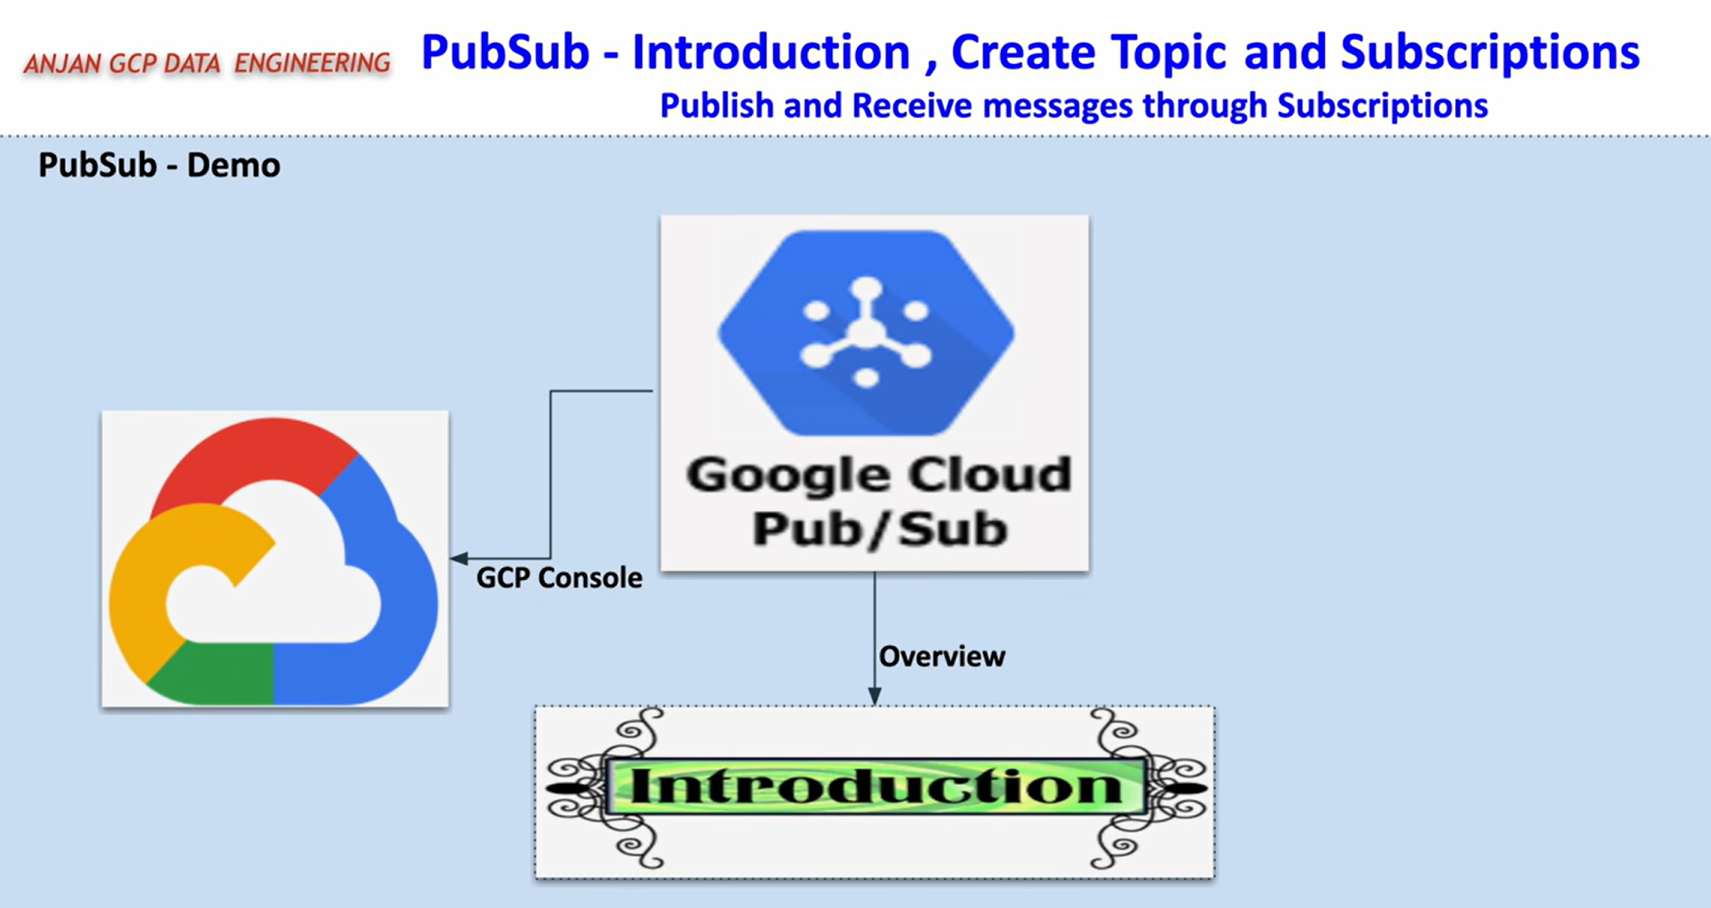 ANJAN GCP DATA ENGINEERING
PubSub - Introduction , Create Topic and Subscriptions
Publish and Receive messages through Subscriptions
PubSub - Demo
Google Cloud
Pub/Sub
GCP Console
Overview
Introduction